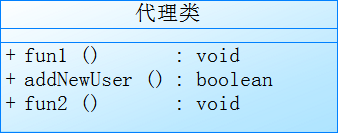 代理类
+ fun1 () : void
+ addNewUser () : boolean
+ fun2 () : void